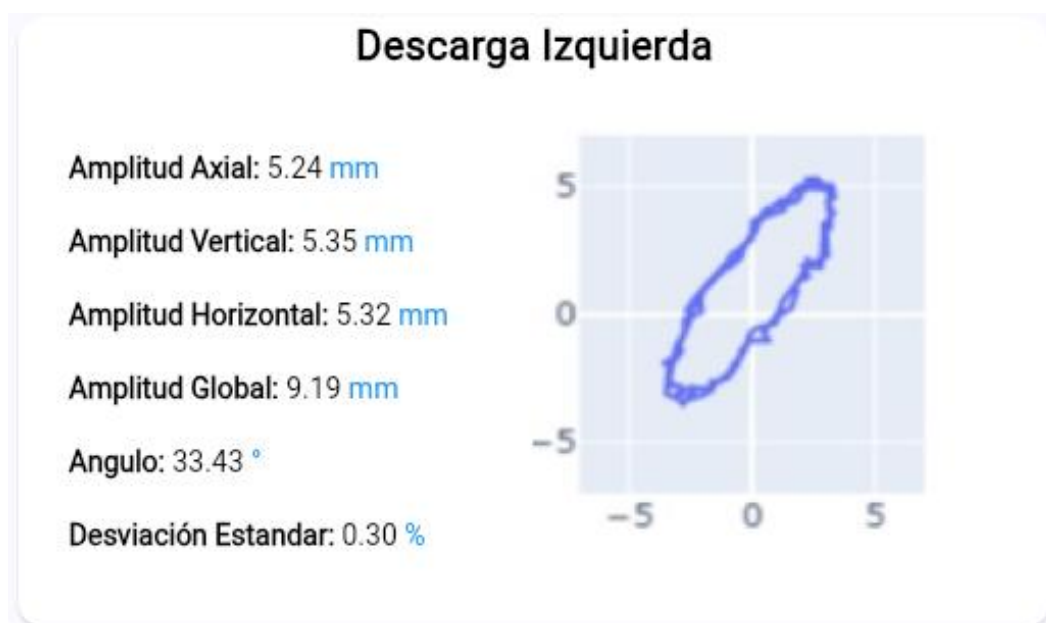 Descarga Izquierda
Amplitud Axial: 5.24 mm
Amplitud Vertical: 5.35 mm
Amplitud Horizontal: 5.32 mm
Amplitud Global: 9.19 mm
Angulo: 33.43 °
Desviación Estandar: 0.30 %
5
0
−5
−5 0 5